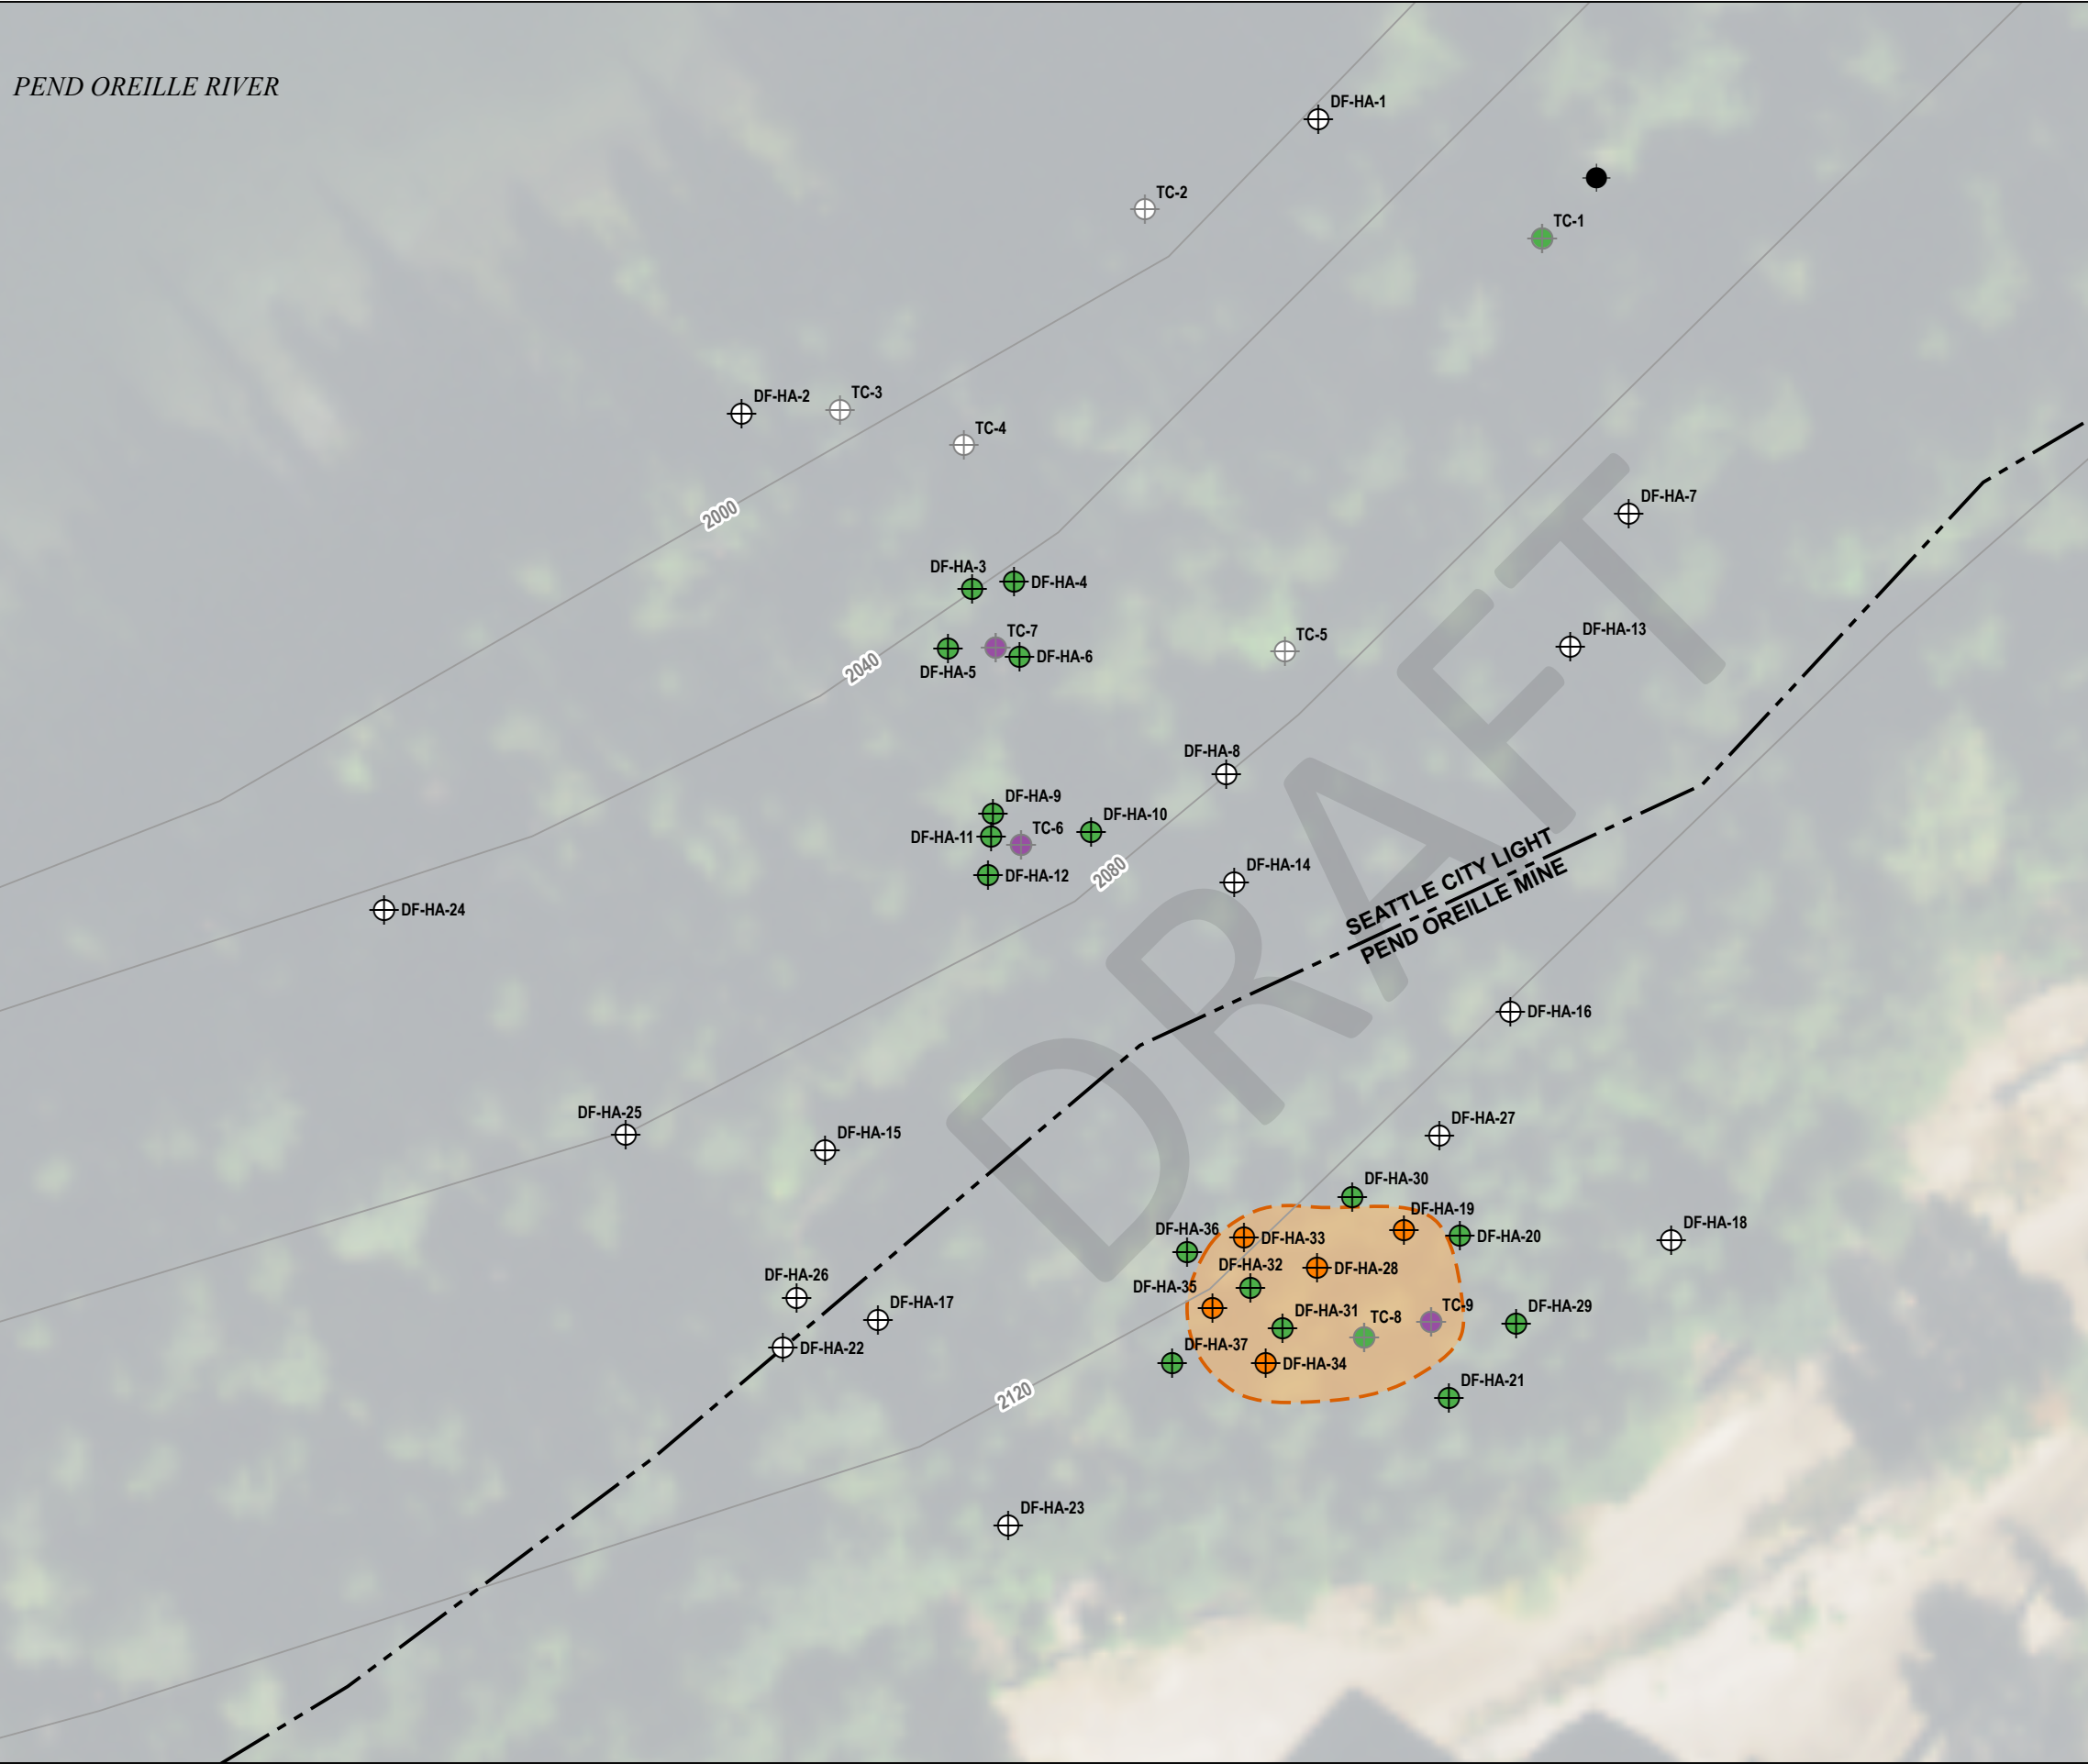 PEND OREILLE RIVER
DF-HA-1
TC-2
TC-1
DF-HA-2
TC-3
TC-4
DF-HA-7
2000
DF-HA-3
DF-HA-4
TC-7
DF-HA-13
TC-5
DF-HA-6
2040
DF-HA-5
DF-HA-8
DF-HA-9
DF-HA-10
TC-6
DF-HA-11
DF-HA-14
2080
DF-HA-12
SEATTLE CITY LIGHT
PEND OREILLE MINE
DRAFT
DF-HA-24
DF-HA-16
DF-HA-25
DF-HA-15
DF-HA-27
DF-HA-30
DF-HA-19
DF-HA-18
DF-HA-36
DF-HA-33
DF-HA-20
DF-HA-32
DF-HA-28
DF-HA-26
DF-HA-35
DF-HA-17
DF-HA-31
TC-8
TC-9
DF-HA-29
DF-HA-22
DF-HA-37
DF-HA-34
DF-HA-21
2120
DF-HA-23